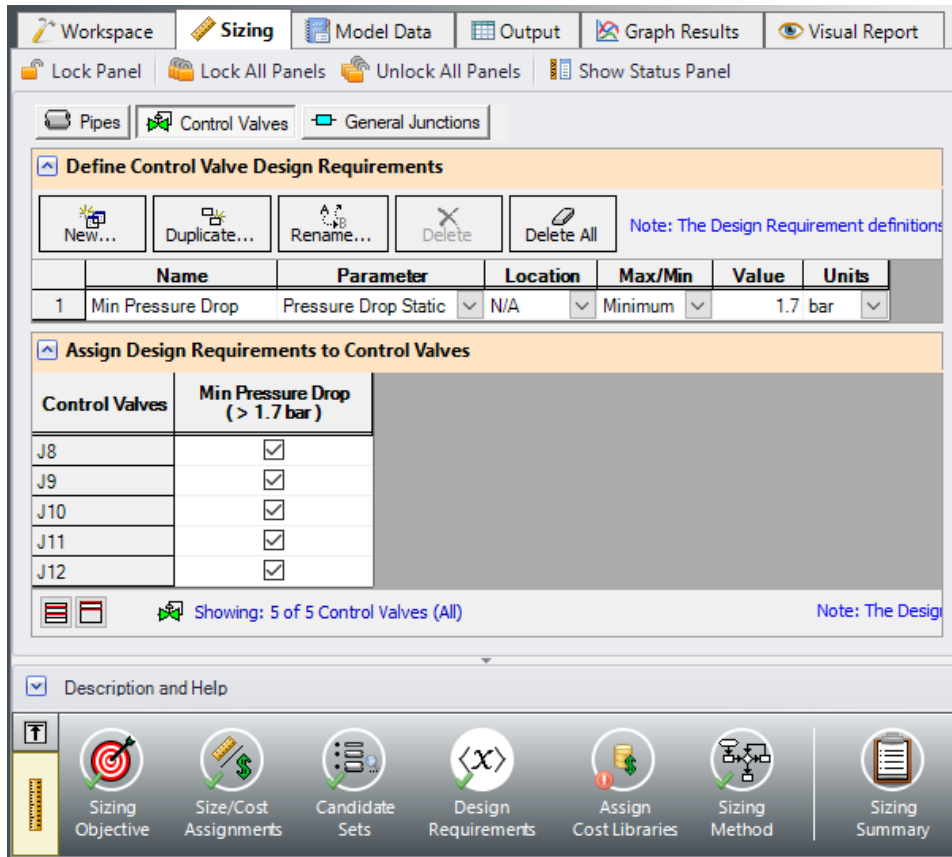 Workspace Sizing Model Data Output Graph Results Visual Report
Lock Panel Lock All Panels Unlock All Panels Show Status Panel
Pipes Control Valves General Junctions
Define Control Valve Design Requirements
New... Duplicate... Rename... Delete Delete All Note: The Design Requirement definitions
Name Parameter Location Max/Min Value Units
1 Min Pressure Drop Pressure Drop Static N/A Minimum 1.7 bar
Assign Design Requirements to Control Valves
Control Valves Min Pressure Drop
( > 1.7 bar )
J8
J9
J10
J11
J12
Showing: 5 of 5 Control Valves (All) Note: The Desig
Description and Help
Sizing Size/Cost Candidate Design Assign Sizing Sizing
Objective Assignments Sets Requirements Cost Libraries Method Summary